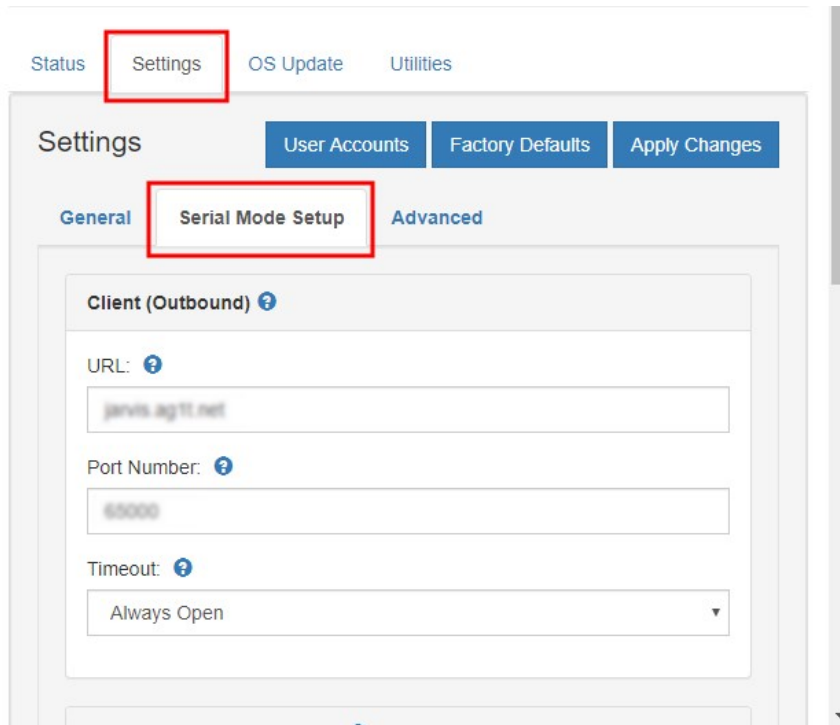 Status Settings OS Update Utilities
Settings User Accounts Factory Defaults Apply Changes
General Serial Mode Setup Advanced
Client (Outbound) ?
URL: ?
Port Number: ?
65000
Timeout: ?
Always Open